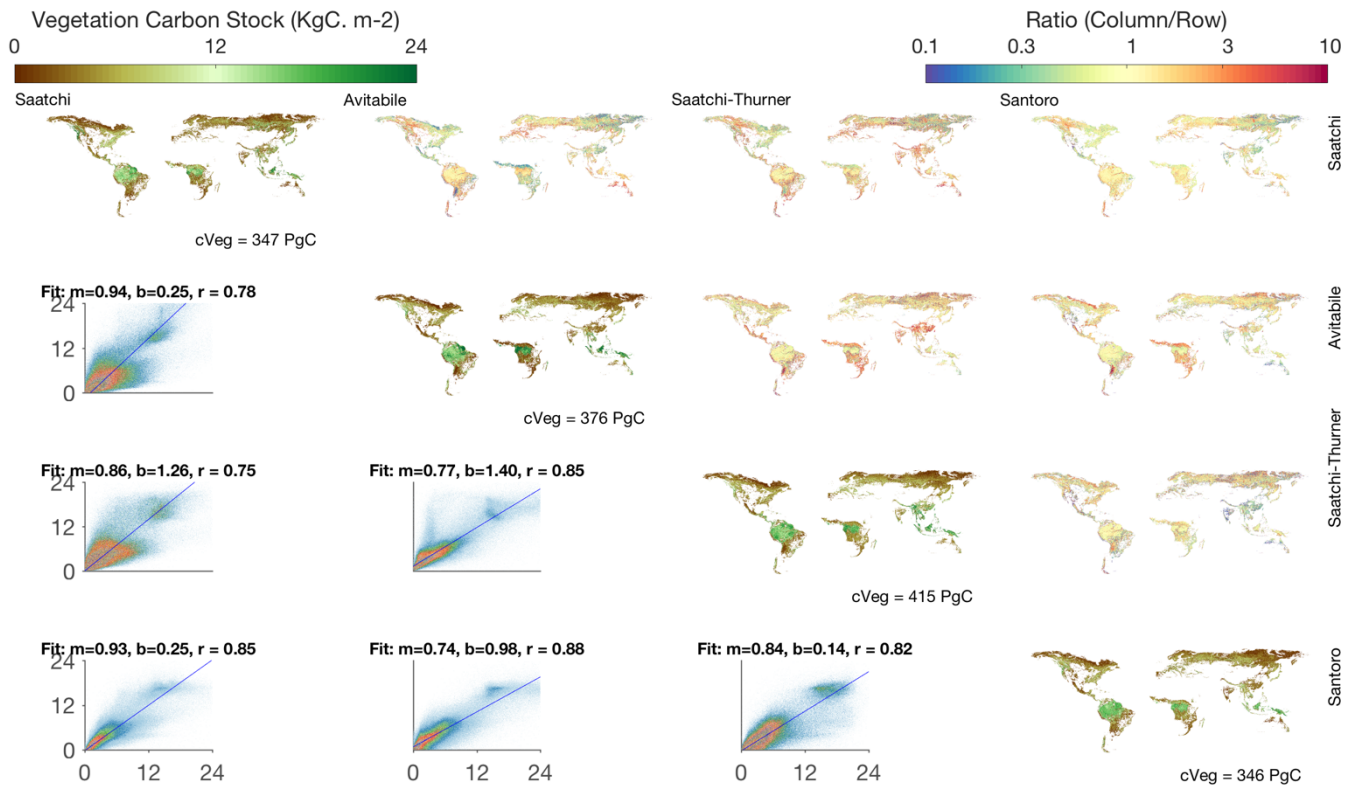 Vegetation Carbon Stock (KgC. m-2)
0 12 24
Ratio (Column/Row)
0.1 0.3 1 3 10
Saatchi Avitabile Saatchi-Thurner Santoro
Saatchi
cVeg = 347 PgC
Fit: m=0.94, b=0.25, r = 0.78
24
12
0
Avitabile
cVeg = 376 PgC
Fit: m=0.86, b=1.26, r = 0.75
24
12
0
Fit: m=0.77, b=1.40, r = 0.85
Saatchi-Thurner
cVeg = 415 PgC
Fit: m=0.93, b=0.25, r = 0.85
24
12
0
0 12 24
Fit: m=0.74, b=0.98, r = 0.88
0 12 24
Fit: m=0.84, b=0.14, r = 0.82
0 12 24
Santoro
cVeg = 346 PgC